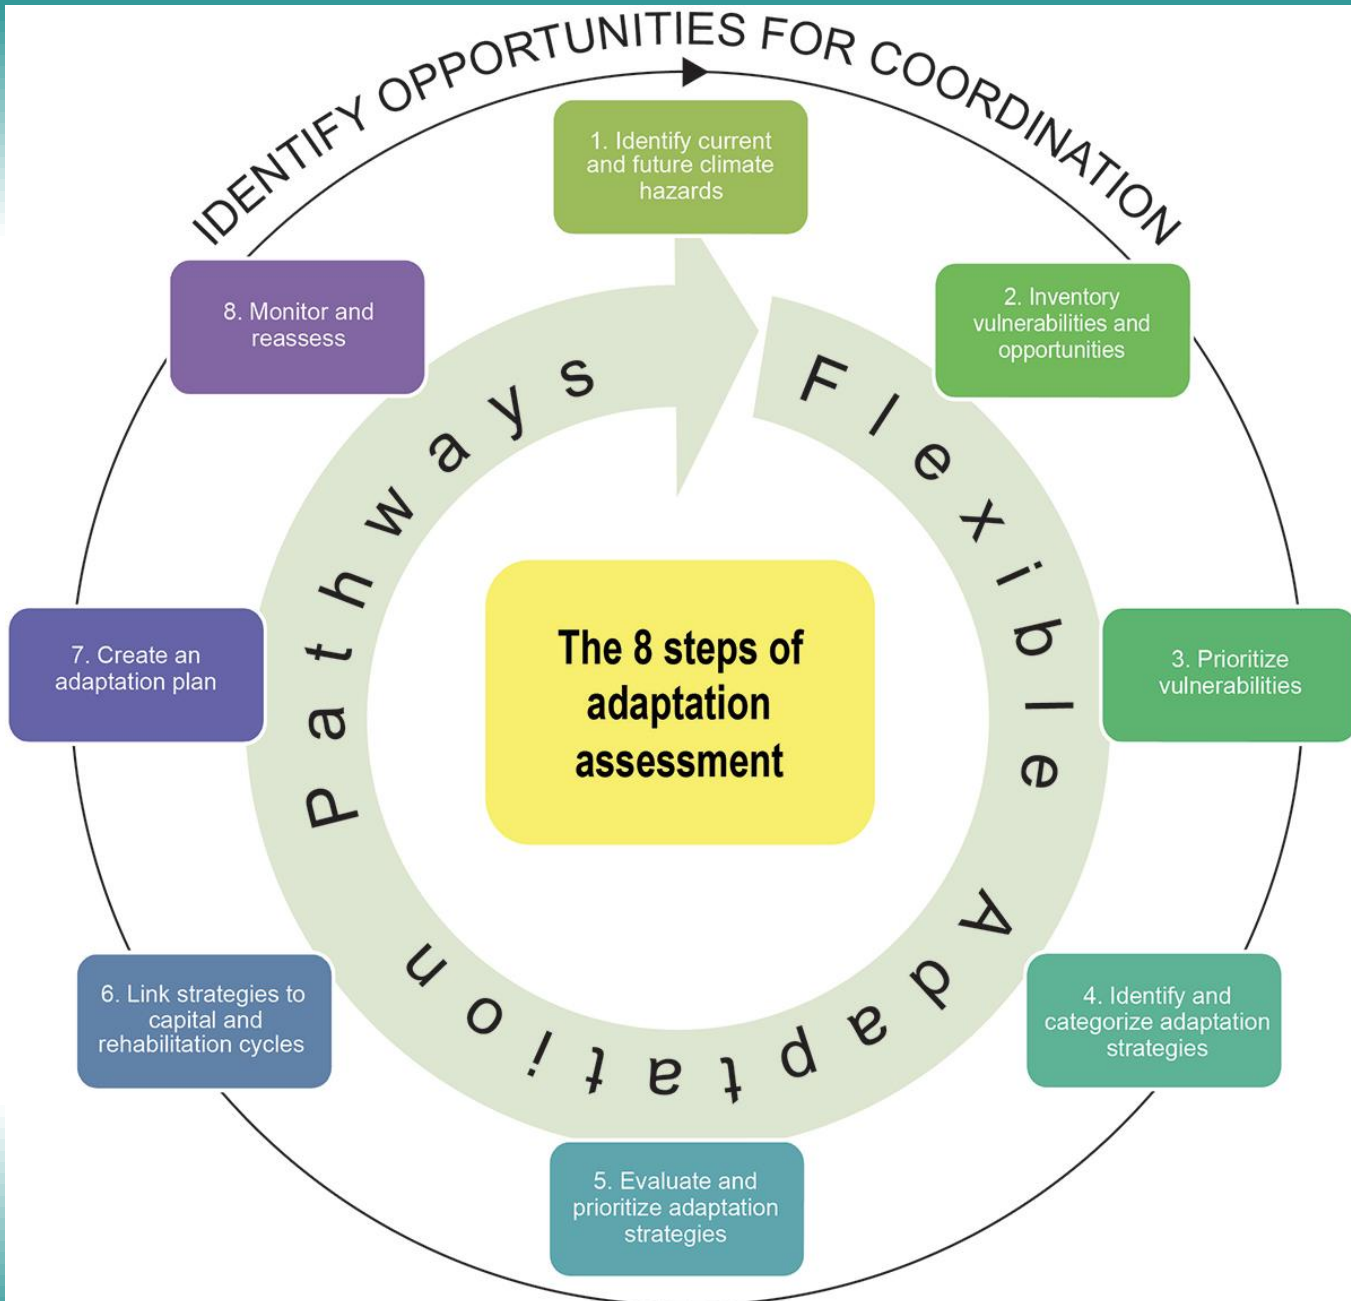 IDENTIFY OPPORTUNITIES FOR COORDINATION
1. Identify current
and future climate
hazards
2. Inventory
vulnerabilities and
opportunities
3. Prioritize
vulnerabilities
4. Identify and
categorize adaptation
strategies
5. Evaluate and
prioritize adaptation
strategies
6. Link strategies to
capital and
rehabilitation cycles
7. Create an
adaptation plan
8. Monitor and
reassess
Flexible Adaptation Pathways
The 8 steps of
adaptation
assessment